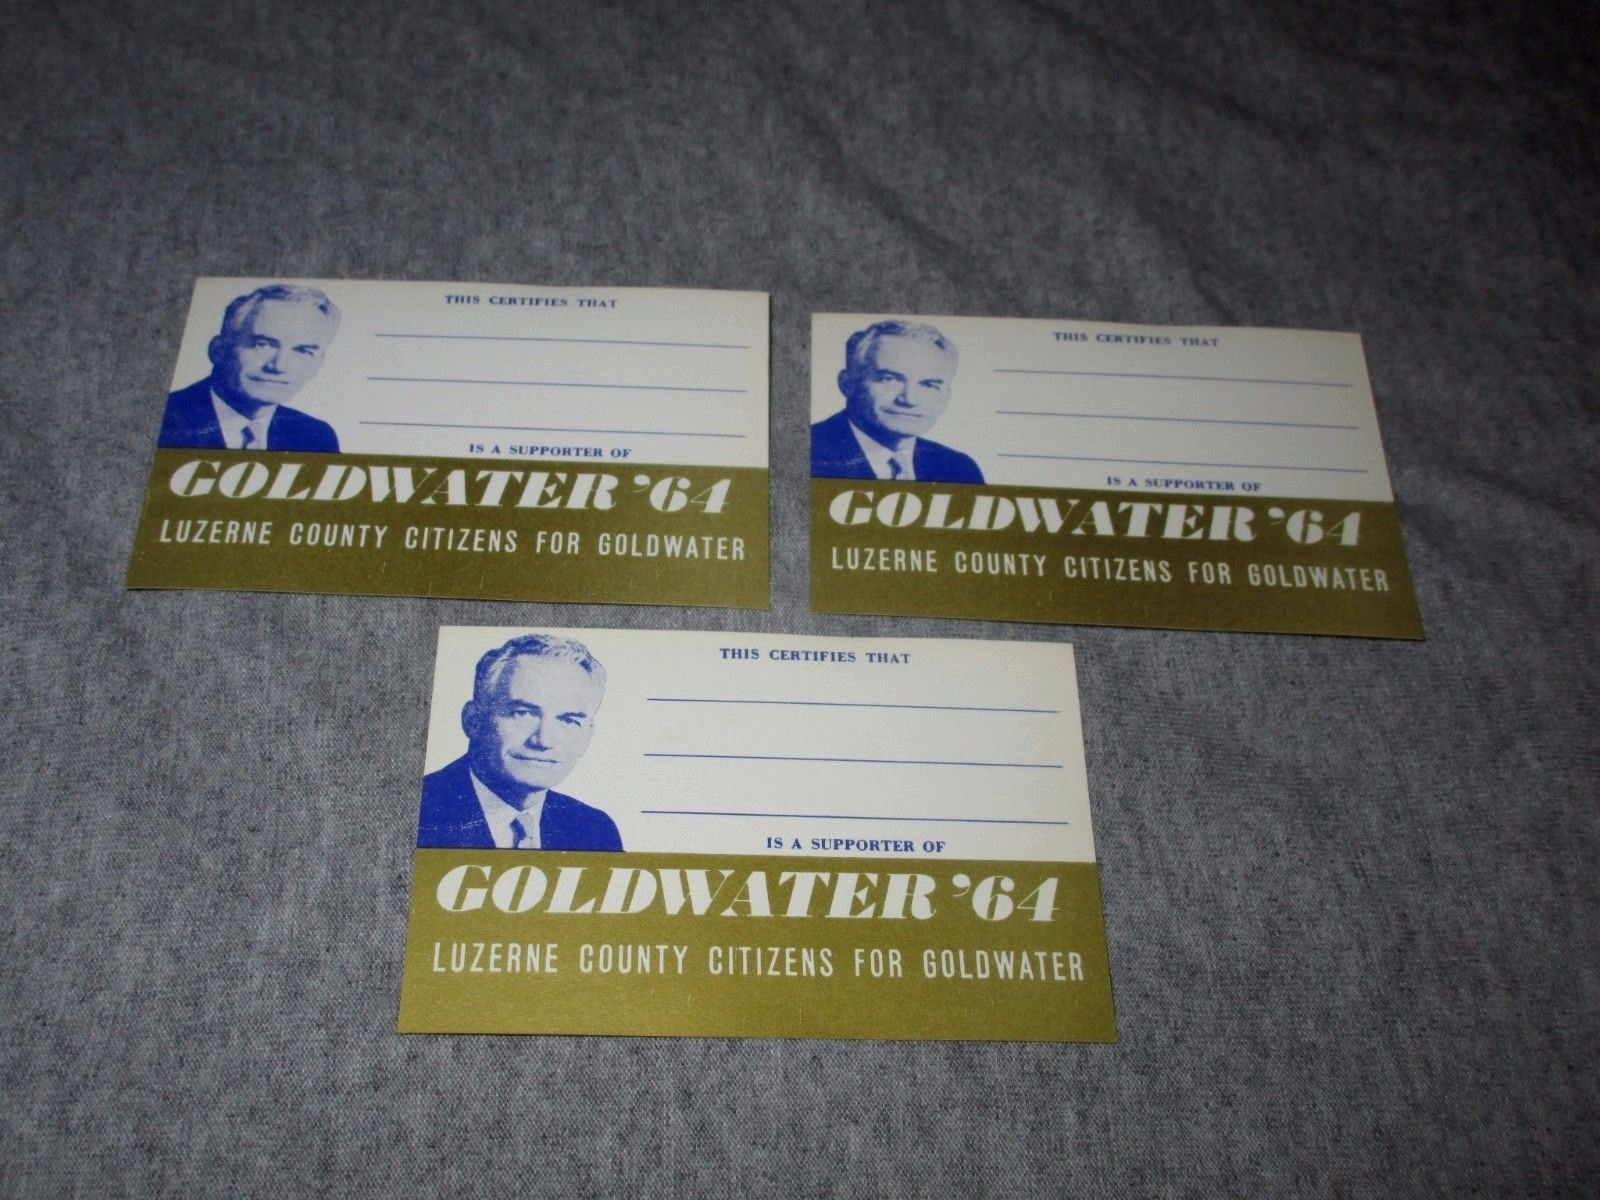 THIS CERTIFIES THAT
IS A SUPPORTER OF
GOLDWATER '64
LUZERNE COUNTY CITIZENS FOR GOLDWATER
THIS CERTIFIES THAT
IS A SUPPORTER OF
GOLDWATER '64
LUZERNE COUNTY CITIZENS FOR GOLDWATER
THIS CERTIFIES THAT
IS A SUPPORTER OF
GOLDWATER '64
LUZERNE COUNTY CITIZENS FOR GOLDWATER